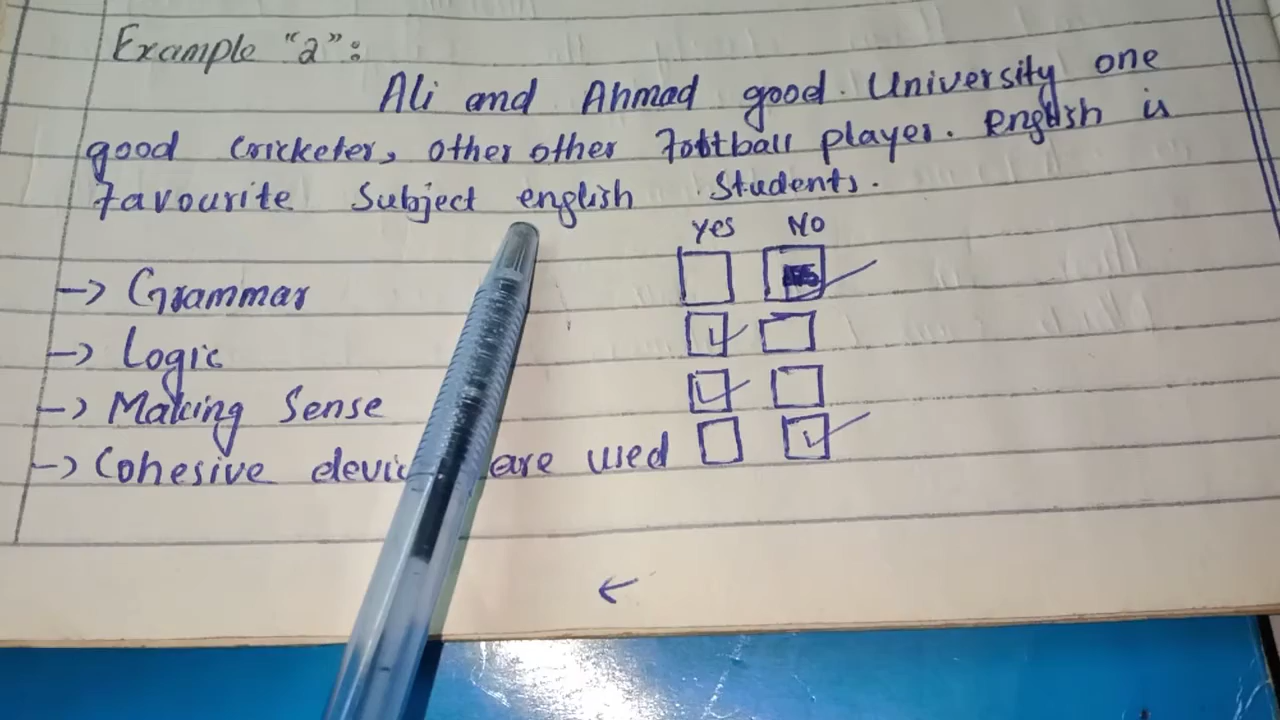 Example "2":
Ali and Ahmad good. University one
good cricketer, other other football player. english is
favourite subject english students.
Yes No
→ Grammar
→ Logic
→ Making Sense
→ Cohesive devic are used
←